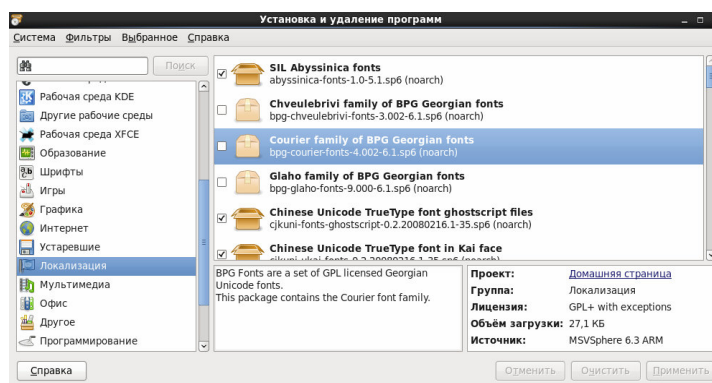 Установка и удаление программ
Система Фильтры Выбранное Справка
Поиск
Рабочая среда KDE
Другие рабочие среды
Рабочая среда XFCE
Образование
Шрифты
Игры
Графика
Интернет
Устаревшие
Локализация
Мультимедиа
Офис
Другое
Программирование
SIL Abyssinica fonts
abyssinica-fonts-1.0-5.1.sp6 (noarch)
Chveulebrivi family of BPG Georgian fonts
bpg-chveulebrivi-fonts-3.002-6.1.sp6 (noarch)
Courier family of BPG Georgian fonts
bpg-courier-fonts-4.002-6.1.sp6 (noarch)
Glaho family of BPG Georgian fonts
bpg-glaho-fonts-9.000-6.1.sp6 (noarch)
Chinese Unicode TrueType font ghostscript files
cjkuni-fonts-ghostscript-0.2.20080216.1-35.sp6 (noarch)
Chinese Unicode TrueType font in Kai face
BPG Fonts are a set of GPL licensed Georgian
Unicode fonts.
This package contains the Courier font family.
Проект: Домашняя страница
Группа: Локализация
Лицензия: GPL+ with exceptions
Объём загрузки: 27,1 КБ
Источник: MSVSphere 6.3 ARM
Справка Отменить Очистить Применить